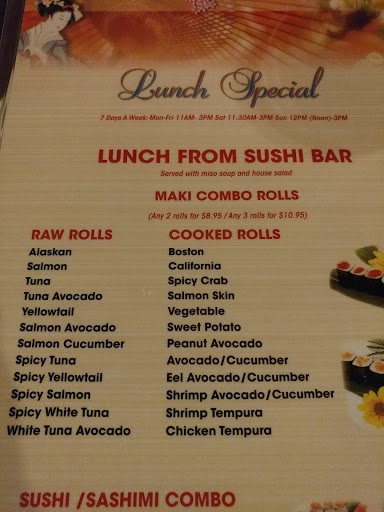 Lunch Special
7 Days A Week: Mon-Fri 11AM- 3PM Sat 11:30AM-3PM Sun 12PM (Noon)-3PM
LUNCH FROM SUSHI BAR
Served with miso soup and house salad
MAKI COMBO ROLLS
(Any 2 rolls for $8.95 / Any 3 rolls for $10.95)
RAW ROLLS
Alaskan
Salmon
Tuna
Tuna Avocado
Yellowtail
Salmon Avocado
Salmon Cucumber
Spicy Tuna
Spicy Yellowtail
Spicy Salmon
Spicy White Tuna
White Tuna Avocado
COOKED ROLLS
Boston
California
Spicy Crab
Salmon Skin
Vegetable
Sweet Potato
Peanut Avocado
Avocado/Cucumber
Eel Avocado/Cucumber
Shrimp Avocado/Cucumber
Shrimp Tempura
Chicken Tempura
SUSHI /SASHIMI COMBO